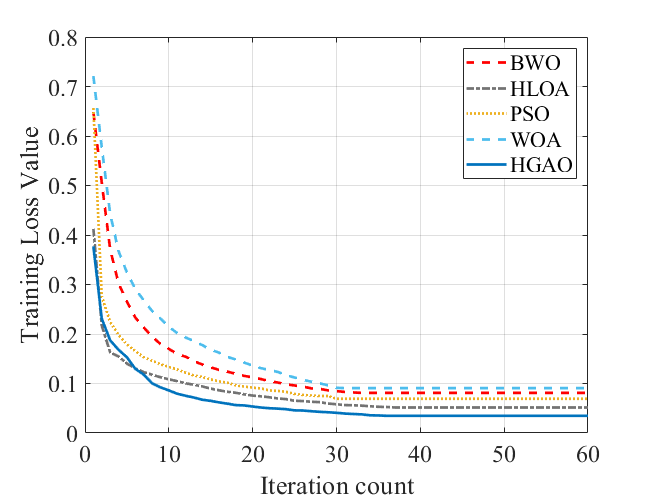 0.8
0.7
0.6
0.5
0.4
0.3
0.2
0.1
0
Training Loss Value
BWO
HLOA
PSO
WOA
HGAO
0 10 20 30 40 50 60
Iteration count